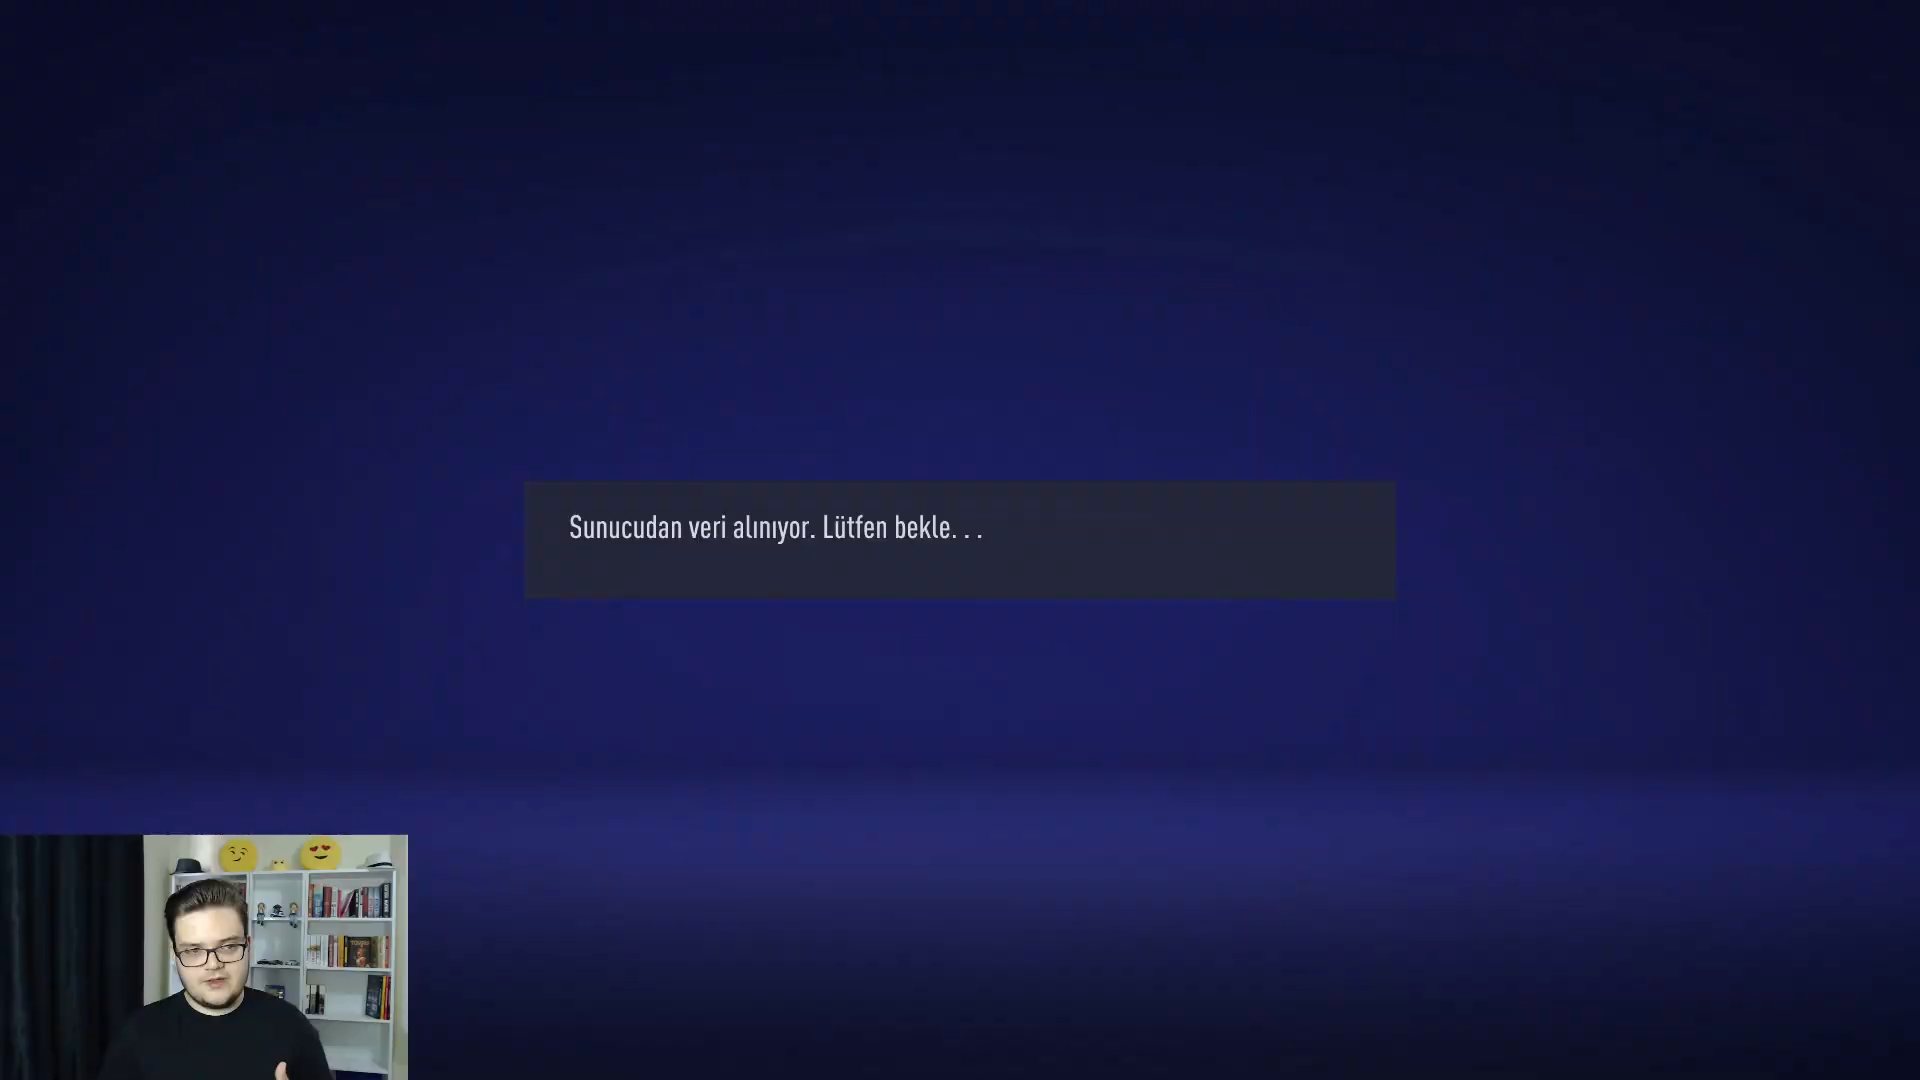 Sunucudan veri alınıyor. Lütfen bekle. . .